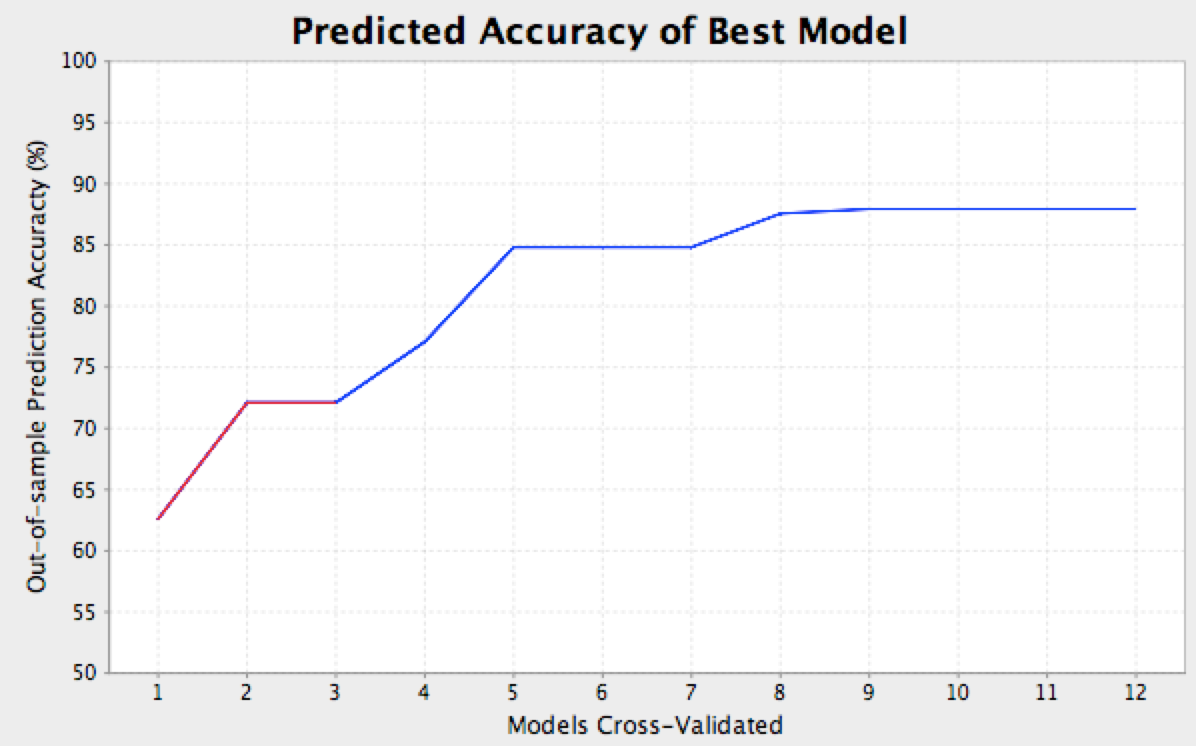 Predicted Accuracy of Best Model
100
95
90
85
80
75
70
65
60
55
50
Out-of-sample Prediction Accuracty (%)
1 2 3 4 5 6 7 8 9 10 11 12
Models Cross-Validated